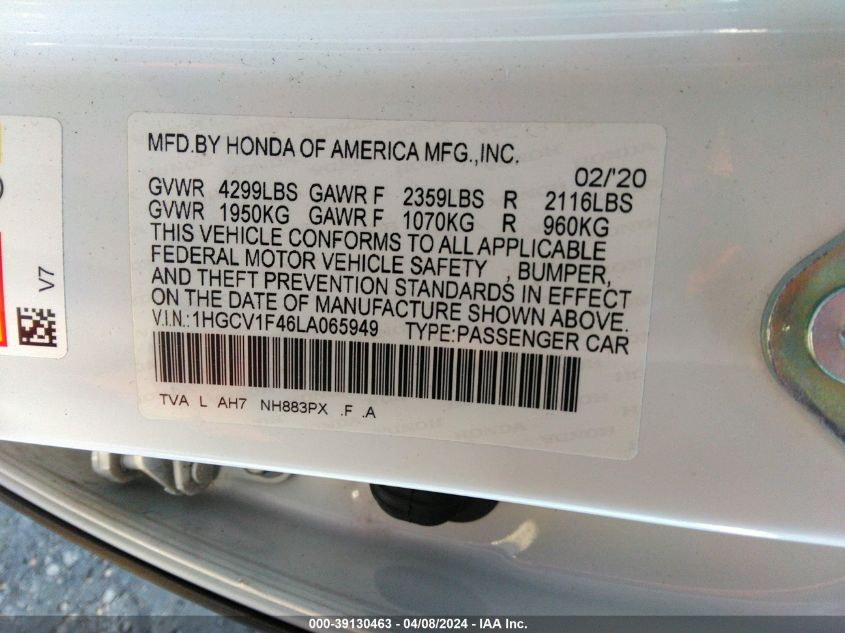 MFD.BY HONDA OF AMERICA MFG.,INC.
02/'20
GVWR 4299LBS GAWR F 2359LBS R 2116LBS
GVWR 1950KG GAWR F 1070KG R 960KG
THIS VEHICLE CONFORMS TO ALL APPLICABLE
FEDERAL MOTOR VEHICLE SAFETY , BUMPER,
AND THEFT PREVENTION STANDARDS IN EFFECT
ON THE DATE OF MANUFACTURE SHOWN ABOVE.
V.I.N.:1HGCV1F46LA065949 TYPE:PASSENGER CAR
TVA L AH7 NH883PX .F .A
V7
000-39130463 - 04/08/2024 - IAA Inc.